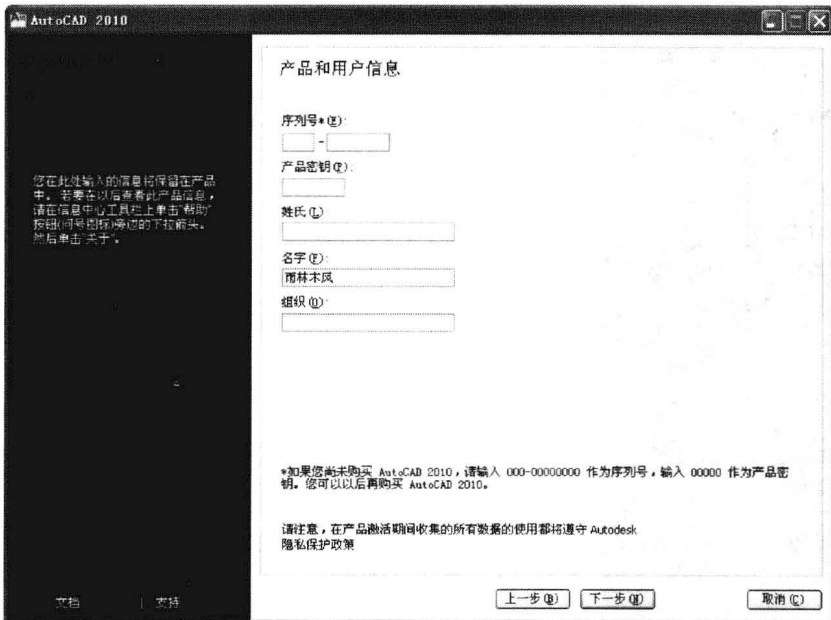 AutoCAD 2010
产品和用户信息
序列号*(E):
-
产品密钥(P):
您在此处输入的信息将保留在产品
中。若要在以后查看此产品信息，
请在信息中心工具栏上单击"帮助"
按钮(问号图标)旁边的下拉箭头。
然后单击"关于"。
姓氏(L):
名字(F):
雨林木风
组织(O):
*如果您尚未购买 AutoCAD 2010，请输入 000-00000000 作为序列号，输入 00000 作为产品密
钥。您可以以后再购买 AutoCAD 2010。
请注意，在产品激活期间收集的所有数据的使用都将遵守 Autodesk
隐私保护政策
文档 | 支持
上一步(B) 下一步(N) 取消(C)